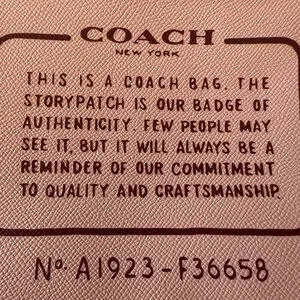 COACH
NEW YORK
THIS IS A COACH BAG. THE
STORYPATCH IS OUR BADGE OF
AUTHENTICITY. FEW PEOPLE MAY
SEE IT, BUT IT WILL ALWAYS BE A
REMINDER OF OUR COMMITMENT
TO QUALITY AND CRAFTSMANSHIP.
No. A1923-F36658